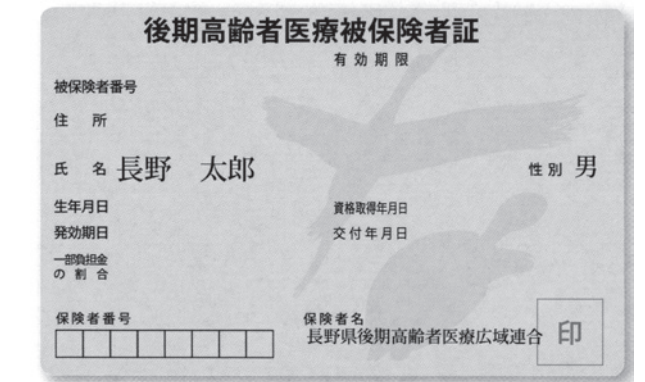 後期高齢者医療被保険者証
有効期限
被保険者番号
住所
氏名 長野 太郎 性別 男
生年月日 資格取得年月日
発効期日 交付年月日
一部負担金
の割合
保険者番号 保険者名
長野県後期高齢者医療広域連合 印